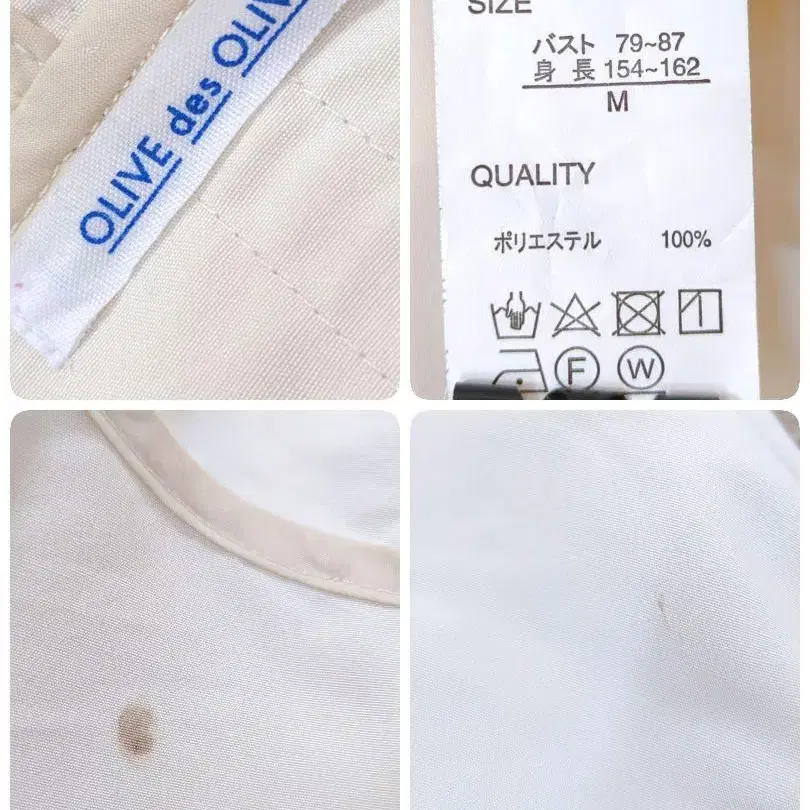 OLIVE des OLIV
SIZE
バスト 79~87
身長 154~162
M
QUALITY
ポリエステル 100%
F W